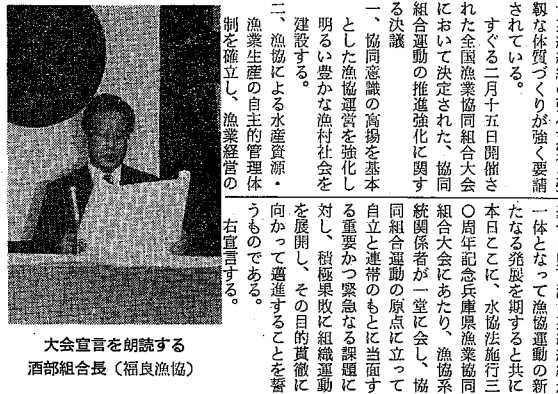 靱な体質づくりが強く要請
されている。
すぐる二月十五日開催さ
れた全国漁業協同組合大会
において決定された、協同
組合運動の推進強化に関す
る決議
一、協同意識の高揚を基本
とした漁協運営を強化し
明るい豊かな漁村社会を
建設する。
二、漁協による水産資源・
漁業生産の自主的管理体
制を確立し、漁業経営の
一体となって漁協運動の新
たなる発展を期すると共に
本日ここに、水協法施行三
〇周年記念兵庫県漁業協同
組合大会にあたり、漁協系
統関係者が一堂に会し、協
同組合運動の原点に立って
自立と連帯のもとに当面す
る重要かつ緊急なる課題に
対し、積極果敢に組織運動
を展開し、その目的貫徹に
向かって邁進することを誓
うものである。
右宣言する。
大会宣言を朗読する
酒部組合長（福良漁協）